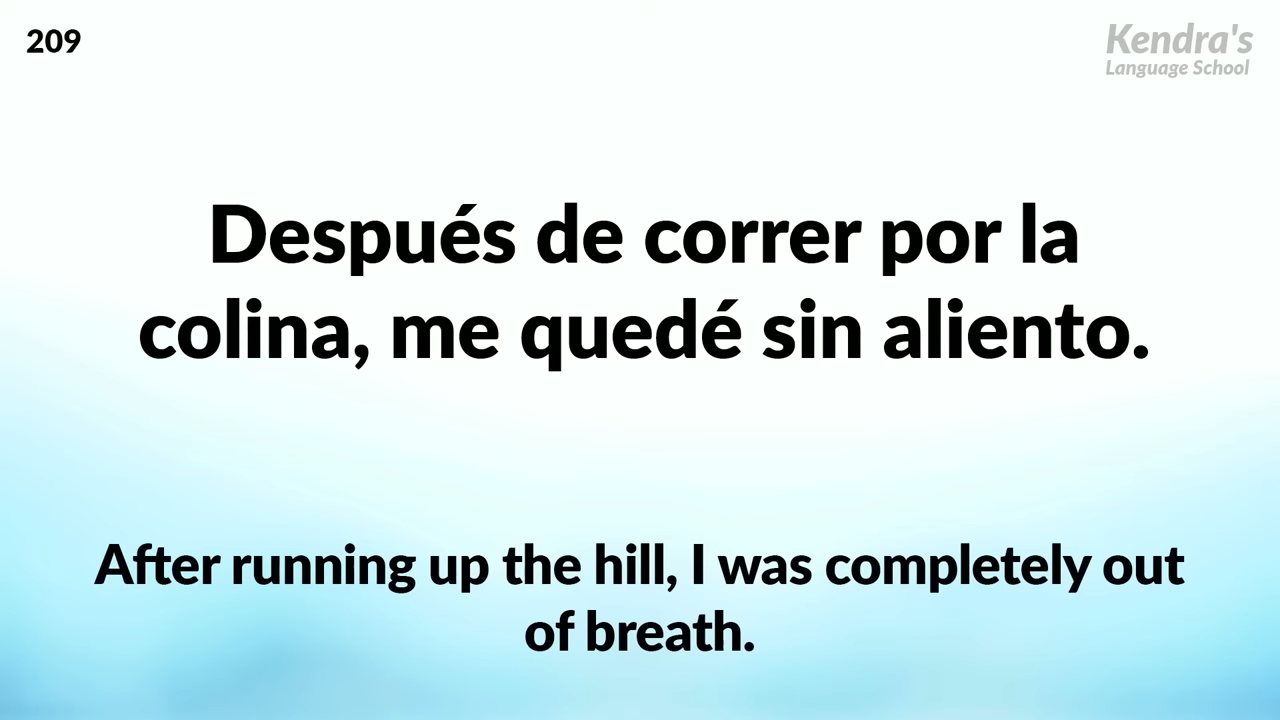 209
Kendra's
Language School
Después de correr por la
colina, me quedé sin aliento.
After running up the hill, I was completely out
of breath.